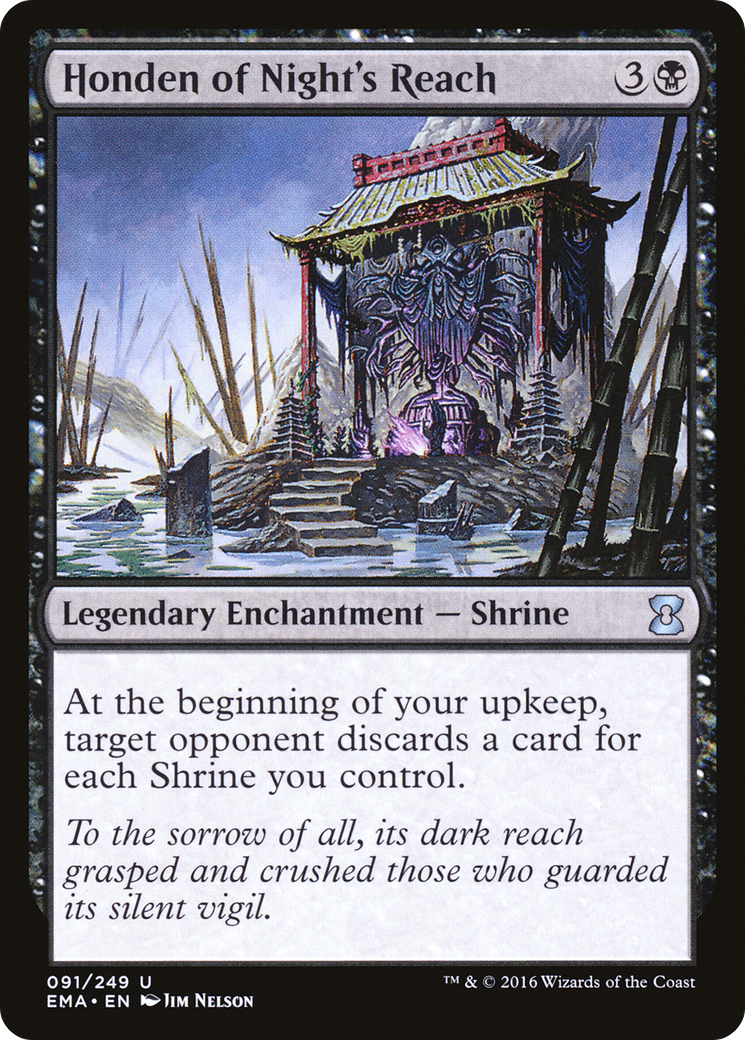 Honden of Night's Reach 3
Legendary Enchantment — Shrine
At the beginning of your upkeep,
target opponent discards a card for
each Shrine you control.
To the sorrow of all, its dark reach
grasped and crushed those who guarded
its silent vigil.
091/249 U
EMA • EN Jim Nelson
™ & © 2016 Wizards of the Coast